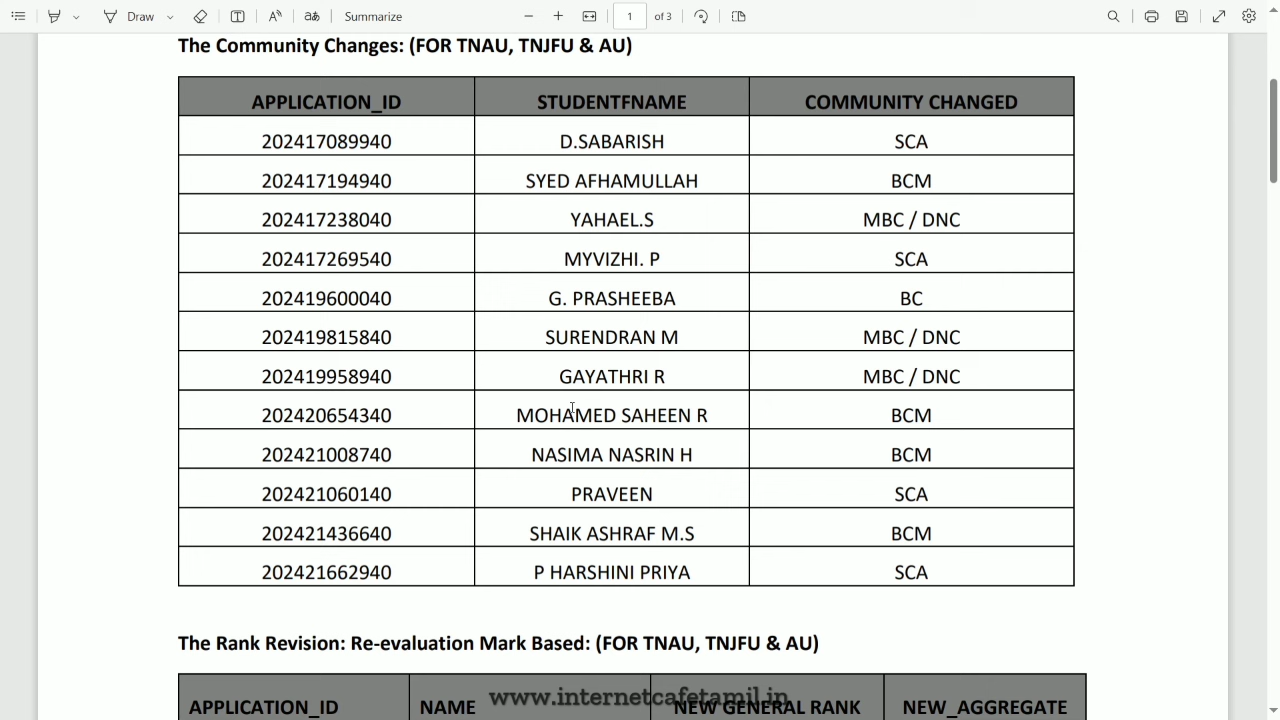 Draw Summarize 1 of 3
The Community Changes: (FOR TNAU, TNJFU & AU)
APPLICATION_ID STUDENTFNAME COMMUNITY CHANGED
202417089940 D.SABARISH SCA
202417194940 SYED AFHAMULLAH BCM
202417238040 YAHAEL.S MBC / DNC
202417269540 MYVIZHI. P SCA
202419600040 G. PRASHEEBA BC
202419815840 SURENDRAN M MBC / DNC
202419958940 GAYATHRI R MBC / DNC
202420654340 MOHAMED SAHEEN R BCM
202421008740 NASIMA NASRIN H BCM
202421060140 PRAVEEN SCA
202421436640 SHAIK ASHRAF M.S BCM
202421662940 P HARSHINI PRIYA SCA
The Rank Revision: Re-evaluation Mark Based: (FOR TNAU, TNJFU & AU)
www.internetcafetamil.in
APPLICATION_ID NAME NEW GENERAL RANK NEW_AGGREGATE